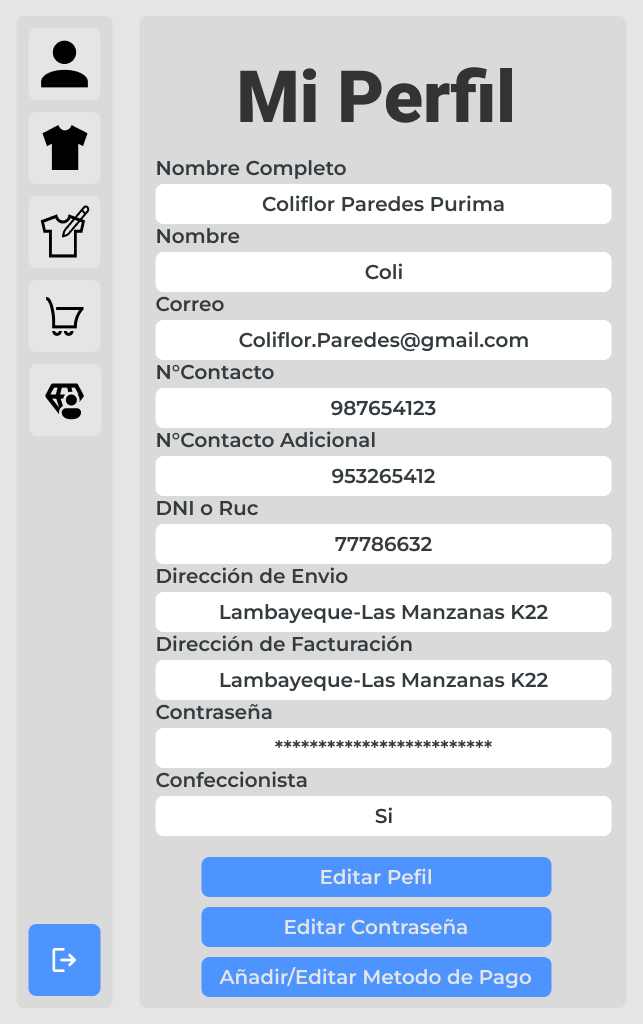 Mi Perfil
Nombre Completo
Coliflor Paredes Purima
Nombre
Coli
Correo
Coliflor.Paredes@gmail.com
N°Contacto
987654123
N°Contacto Adicional
953265412
DNI o Ruc
77786632
Dirección de Envio
Lambayeque-Las Manzanas K22
Dirección de Facturación
Lambayeque-Las Manzanas K22
Contraseña
*************************
Confeccionista
Si
Editar Pefil
Editar Contraseña
Añadir/Editar Metodo de Pago